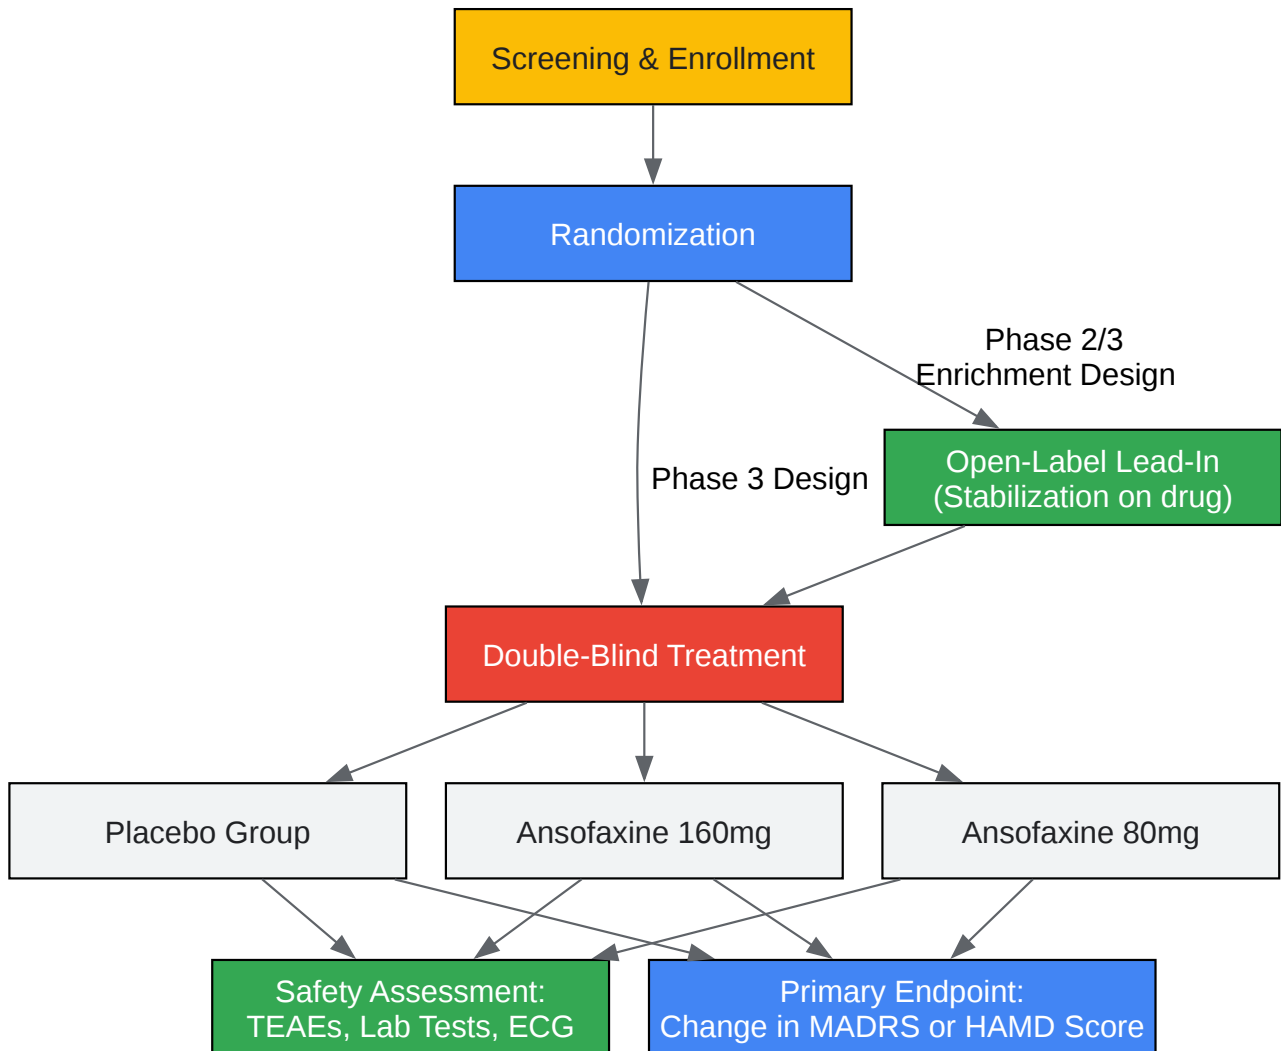 Screening & Enrollment
Randomization
Phase 2/3
Enrichment Design
Open-Label Lead-In
(Stabilization on drug)
Phase 3 Design
Double-Blind Treatment
Placebo Group
Ansofaxine 160mg
Ansofaxine 80mg
Safety Assessment:
TEAEs, Lab Tests, ECG
Primary Endpoint:
Change in MADRS or HAMD Score